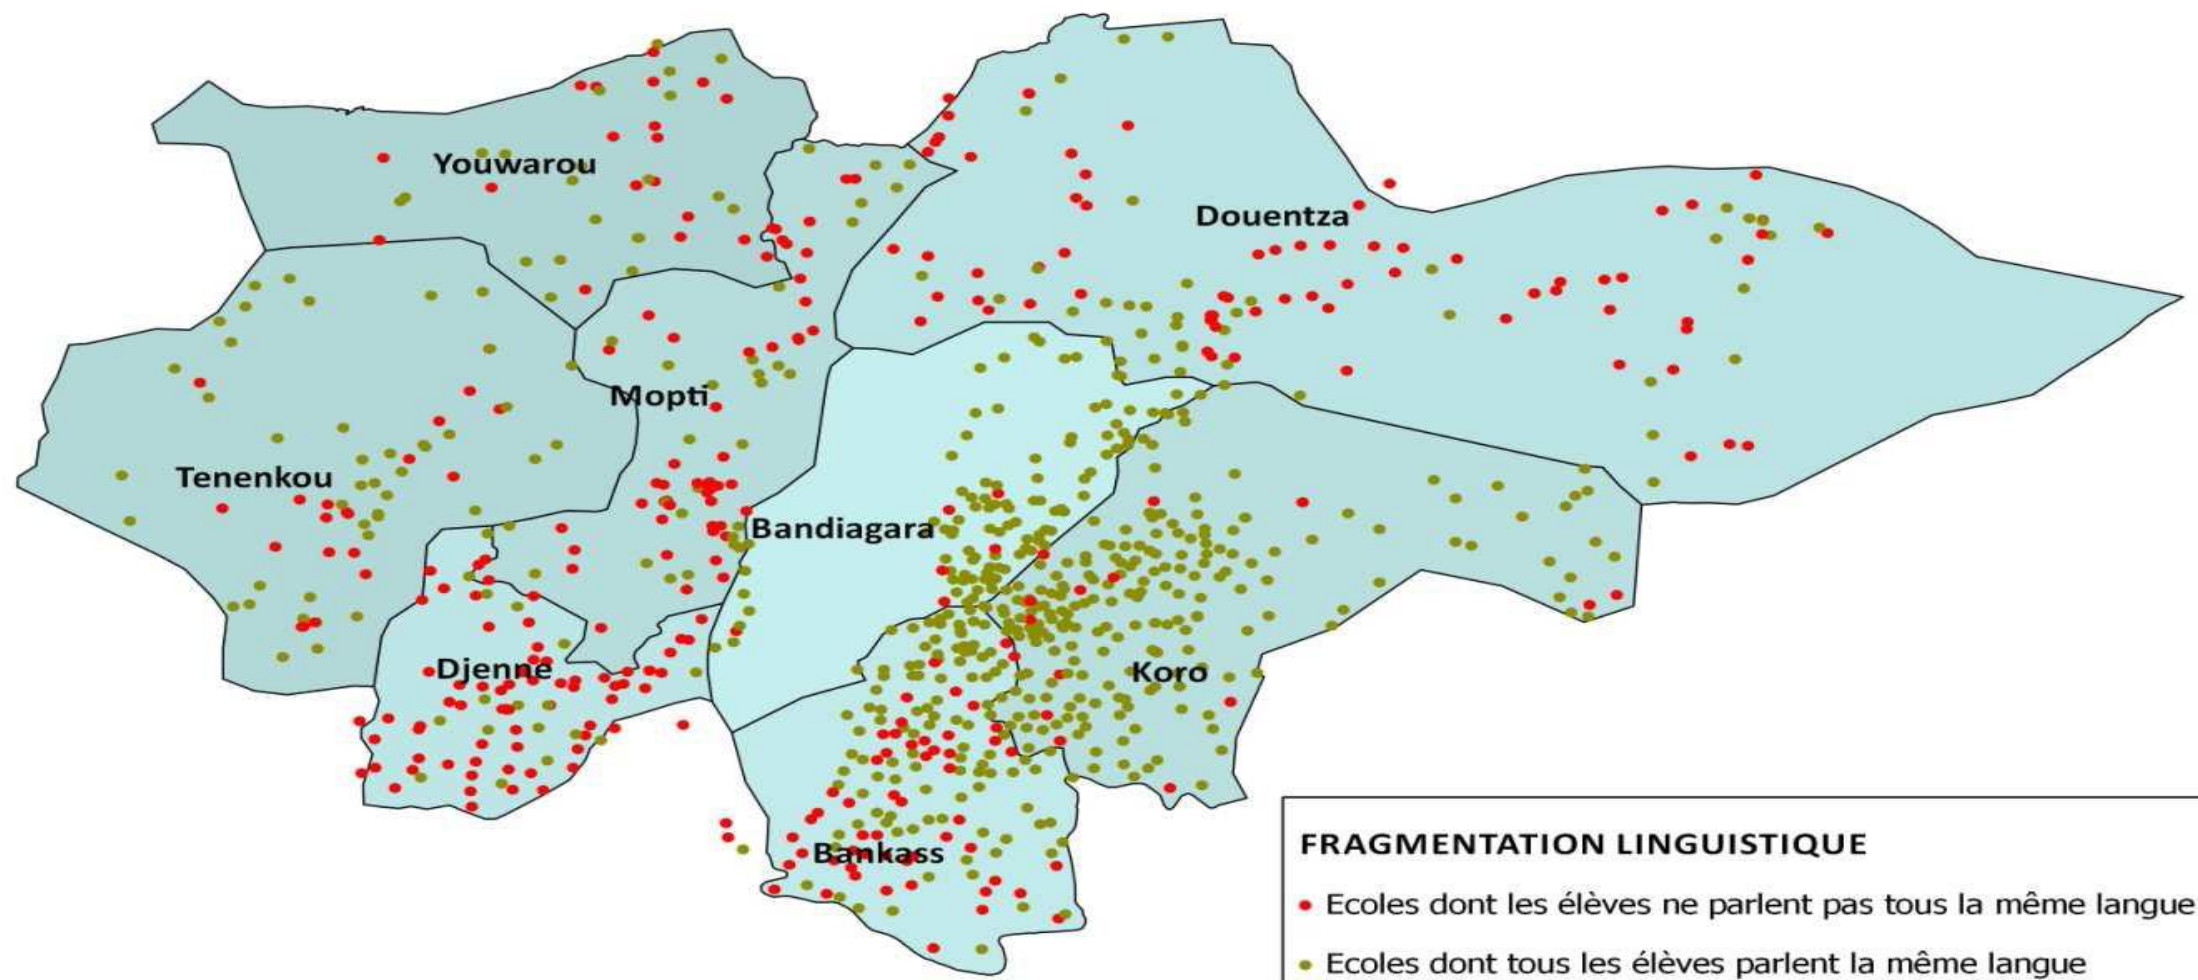 Youwarou
Douentza
Mopti
Tenenkou
Bandiagara
Djenne
Koro
Bankass
FRAGMENTATION LINGUISTIQUE
Ecoles dont les élèves ne parlent pas tous la même langue
Ecoles dont tous les élèves parlent la même langue